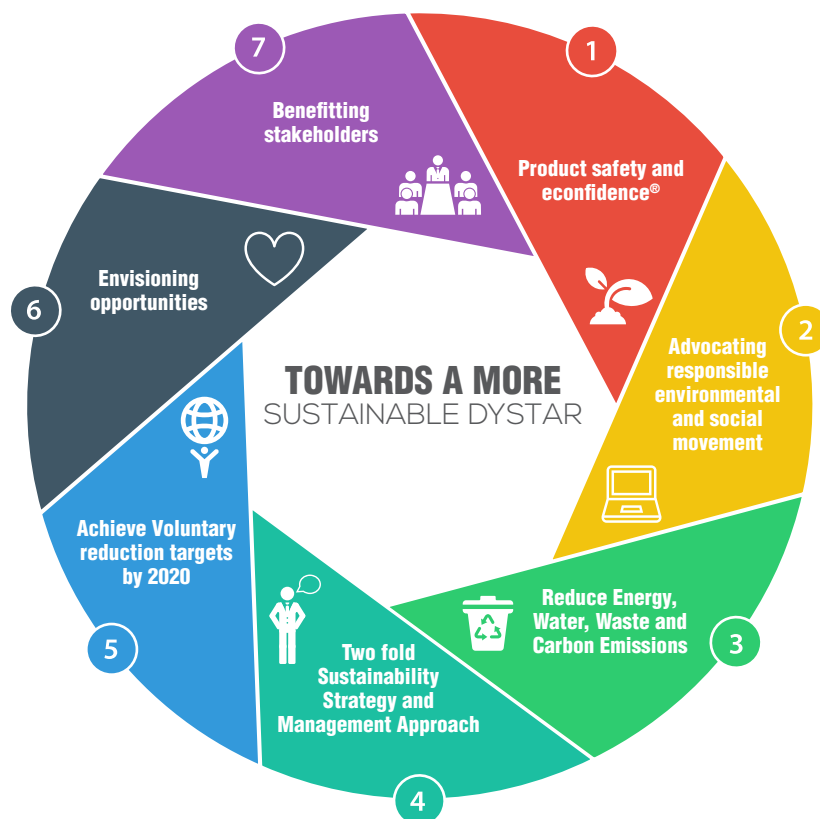 TOWARDS A MORE
SUSTAINABLE DYSTAR
1
Product safety and
econfidence®
2
Advocating
responsible
environmental
and social
movement
3
Reduce Energy,
Water, Waste and
Carbon Emissions
4
Two fold
Sustainability
Strategy and
Management Approach
5
Achieve Voluntary
reduction targets
by 2020
6
Envisioning
opportunities
7
Benefitting
stakeholders